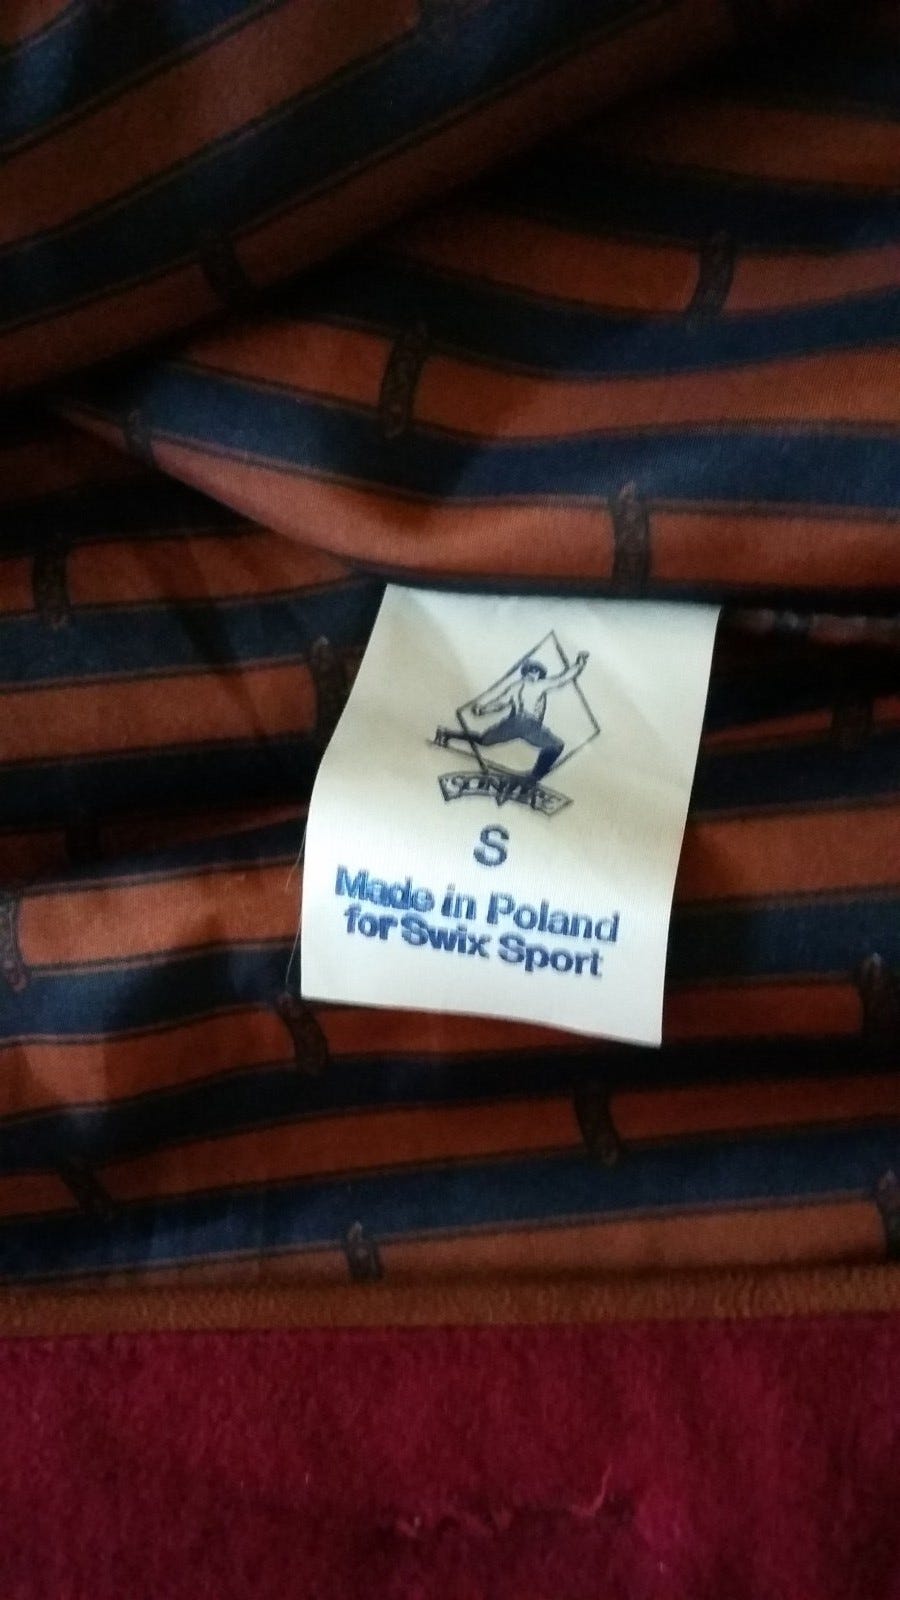 S
Made in Poland
for Swix Sport